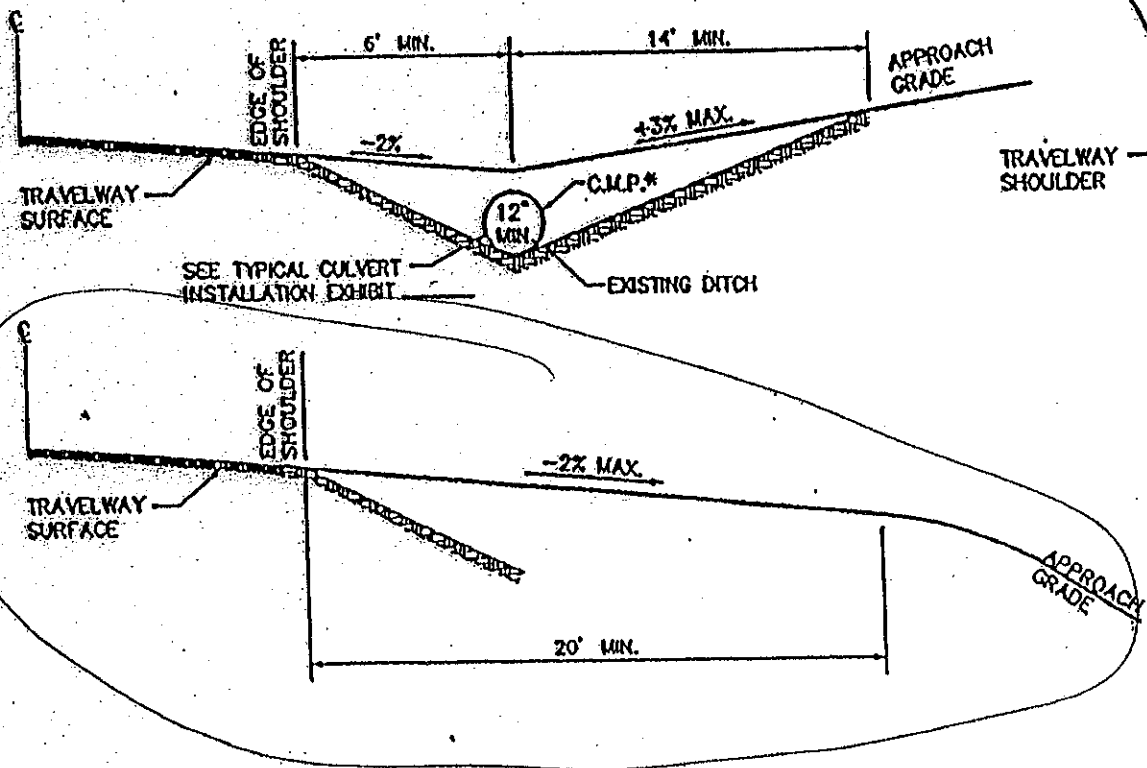 ℄
EDGE OF
SHOULDER
6' MIN.
14' MIN.
APPROACH
GRADE
-2%
+3% MAX.
TRAVELWAY
SURFACE
TRAVELWAY
SHOULDER
C.M.P.*
12"
MIN.
SEE TYPICAL CULVERT
INSTALLATION EXHIBIT
EXISTING DITCH
℄
EDGE OF
SHOULDER
-2% MAX.
TRAVELWAY
SURFACE
APPROACH
GRADE
20' MIN.